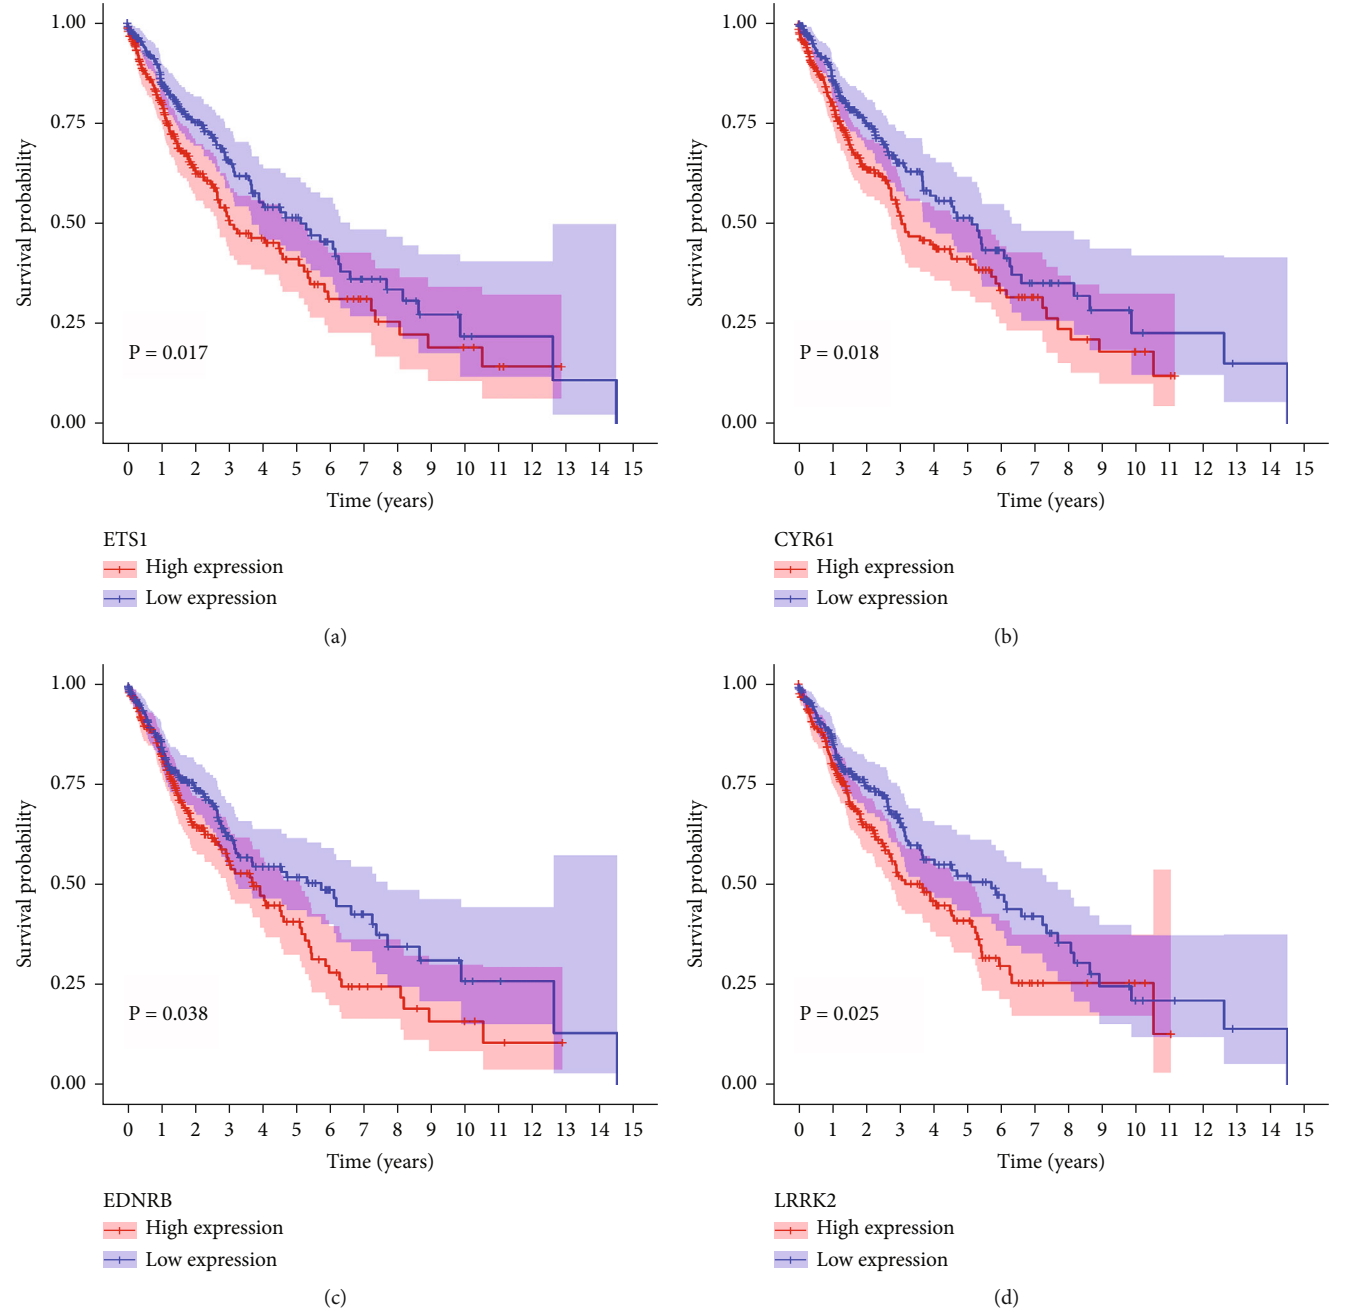 1.00
0.75
0.50
0.25
0.00
Survival probability
P = 0.017
0 1 2 3 4 5 6 7 8 9 10 11 12 13 14 15
Time (years)
ETS1
High expression
Low expression
(a)
1.00
0.75
0.50
0.25
0.00
Survival probability
P = 0.018
0 1 2 3 4 5 6 7 8 9 10 11 12 13 14 15
Time (years)
CYR61
High expression
Low expression
(b)
1.00
0.75
0.50
0.25
0.00
Survival probability
P = 0.038
0 1 2 3 4 5 6 7 8 9 10 11 12 13 14 15
Time (years)
EDNRB
High expression
Low expression
(c)
1.00
0.75
0.50
0.25
0.00
Survival probability
P = 0.025
0 1 2 3 4 5 6 7 8 9 10 11 12 13 14 15
Time (years)
LRRK2
High expression
Low expression
(d)